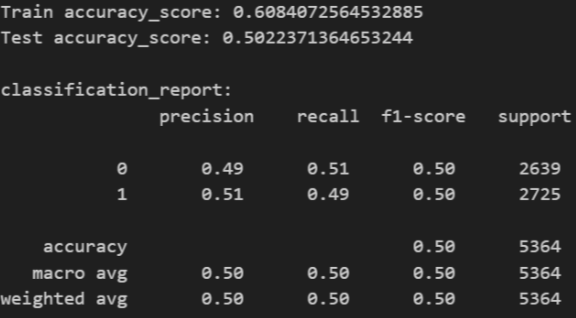 Train accuracy_score: 0.6084072564532885
Test accuracy_score: 0.5022371364653244
classification_report:
precision recall f1-score support
0 0.49 0.51 0.50 2639
1 0.51 0.49 0.50 2725
accuracy 0.50 5364
macro avg 0.50 0.50 0.50 5364
weighted avg 0.50 0.50 0.50 5364